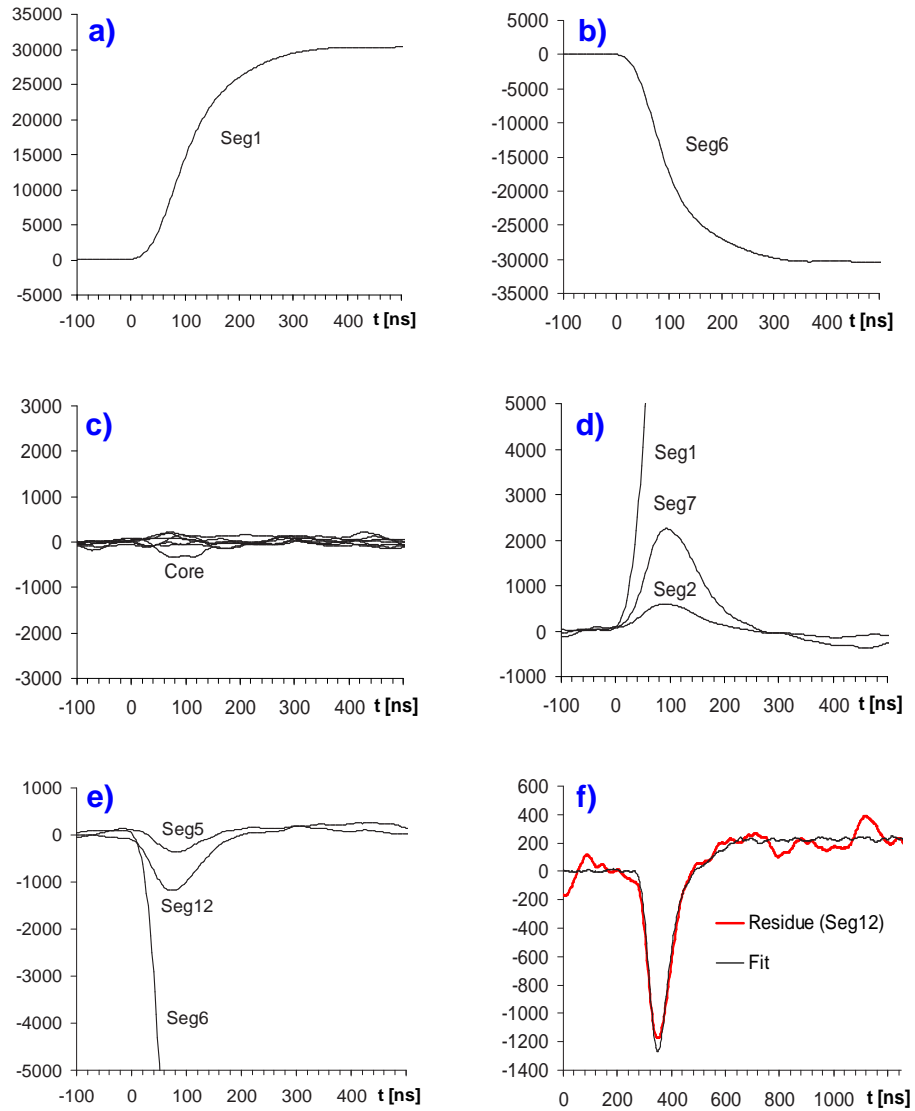 a)
35000
30000
25000
20000
15000
10000
5000
0
-5000
Seg1
-100 0 100 200 300 400 t [ns]
b)
5000
0
-5000
-10000
-15000
-20000
-25000
-30000
-35000
Seg6
-100 0 100 200 300 400 t [ns]
c)
3000
2000
1000
0
-1000
-2000
-3000
Core
-100 0 100 200 300 400 t [ns]
d)
5000
4000
3000
2000
1000
0
-1000
Seg1
Seg7
Seg2
-100 0 100 200 300 400 t [ns]
e)
1000
0
-1000
-2000
-3000
-4000
-5000
Seg5
Seg12
Seg6
-100 0 100 200 300 400 t [ns]
f)
600
400
200
0
-200
-400
-600
-800
-1000
-1200
-1400
Residue (Seg12)
Fit
0 200 400 600 800 1000 t [ns]